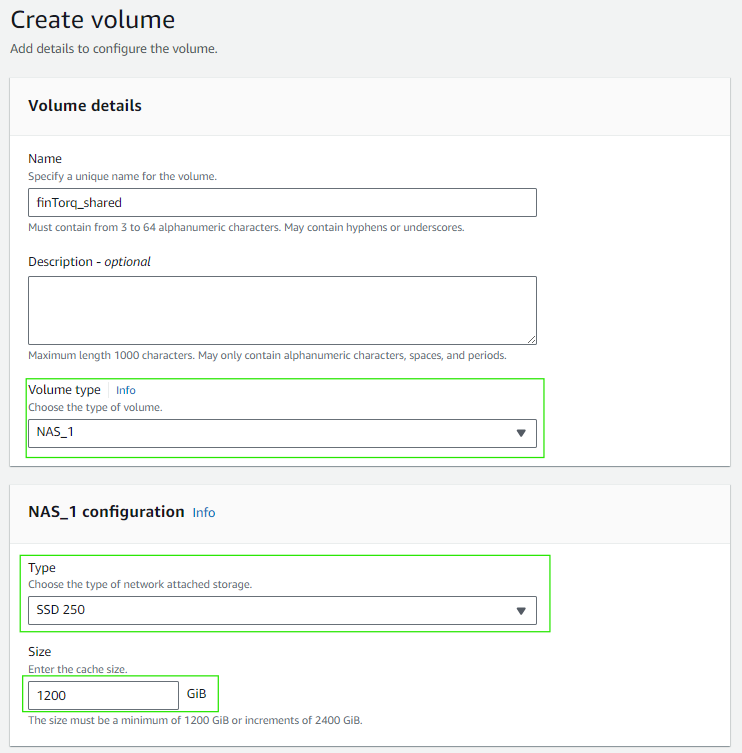 Create volume
Add details to configure the volume.
Volume details
Name
Specify a unique name for the volume.
finTorq_shared
Must contain from 3 to 64 alphanumeric characters. May contain hyphens or underscores.
Description - optional
Maximum length 1000 characters. May only contain alphanumeric characters, spaces, and periods.
Volume type Info
Choose the type of volume.
NAS_1
NAS_1 configuration Info
Type
Choose the type of network attached storage.
SSD 250
Size
Enter the cache size.
1200 GiB
The size must be a minimum of 1200 GiB or increments of 2400 GiB.